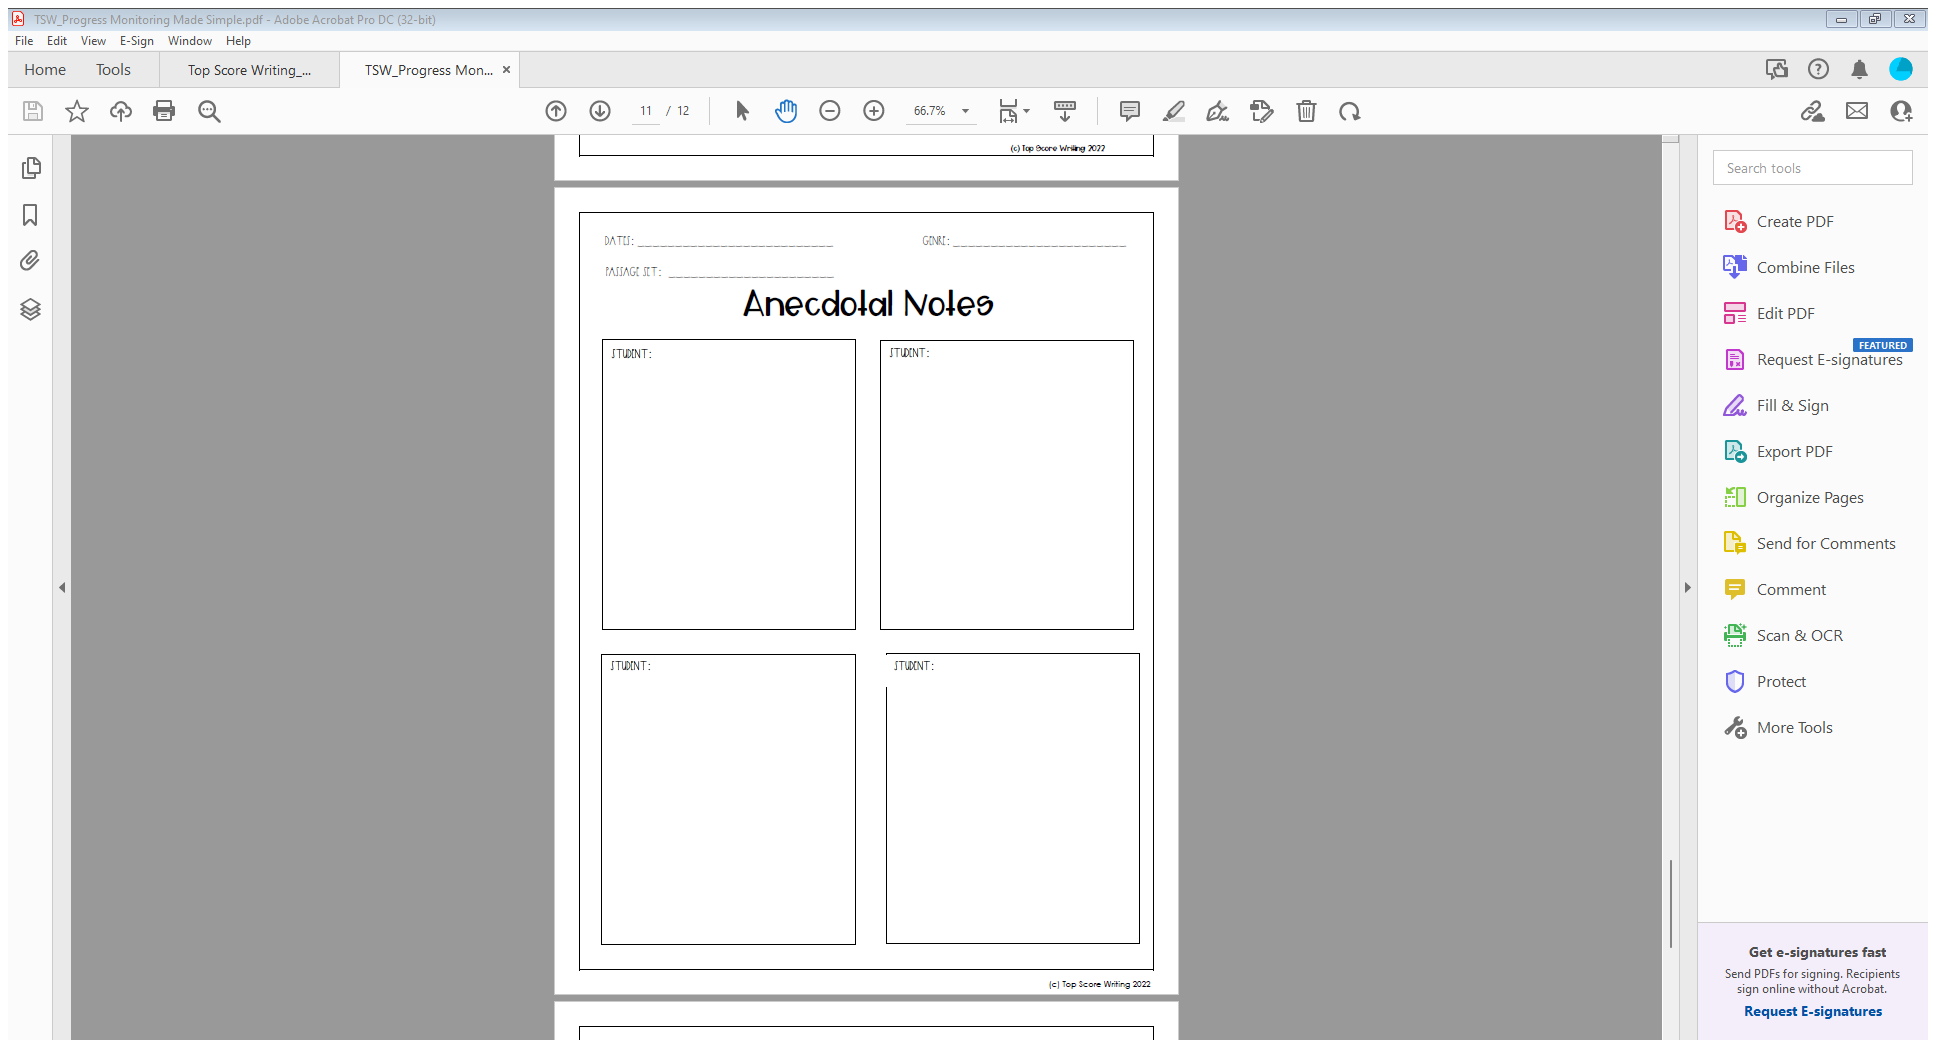 TSW_Progress Monitoring Made Simple.pdf - Adobe Acrobat Pro DC (32-bit)
File Edit View E-Sign Window Help
Home Tools Top Score Writing_... TSW_Progress Mon... ×
11 / 12 66.7%
(c) Top Score Writing 2022
DATES: ____________________ GENRE: ____________________
PASSAGE SET: ____________________
Anecdotal Notes
STUDENT: STUDENT:
STUDENT: STUDENT:
(c) Top Score Writing 2022
Search tools
Create PDF
Combine Files
Edit PDF
FEATURED
Request E-signatures
Fill & Sign
Export PDF
Organize Pages
Send for Comments
Comment
Scan & OCR
Protect
More Tools
Get e-signatures fast
Send PDFs for signing. Recipients
sign online without Acrobat.
Request E-signatures